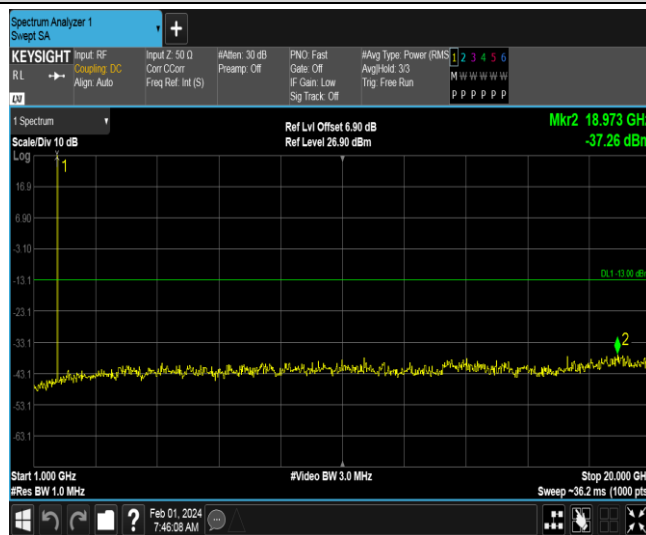 Spectrum Analyzer 1
Swept SA
KEYSIGHT
RL
LXI
Input: RF
Coupling: DC
Align: Auto
Input Z: 50 Ω
Corr CCorr
Freq Ref: Int (S)
#Atten: 30 dB
Preamp: Off
PNO: Fast
Gate: Off
IF Gain: Low
Sig Track: Off
#Avg Type: Power (RMS
Avg|Hold: 3/3
Trig: Free Run
1 2 3 4 5 6
M W W W W W
P P P P P P
1 Spectrum
Scale/Div 10 dB
Ref Lvl Offset 6.90 dB
Ref Level 26.90 dBm
Mkr2 18.973 GHz
-37.26 dBm
Log
1
16.9
6.90
-3.10
-13.1
DL1 -13.00 dBm
-23.1
-33.1
2
-43.1
-53.1
-63.1
Start 1.000 GHz
#Video BW 3.0 MHz
Stop 20.000 GHz
#Res BW 1.0 MHz
Sweep ~36.2 ms (1000 pts
Feb 01, 2024
7:46:08 AM